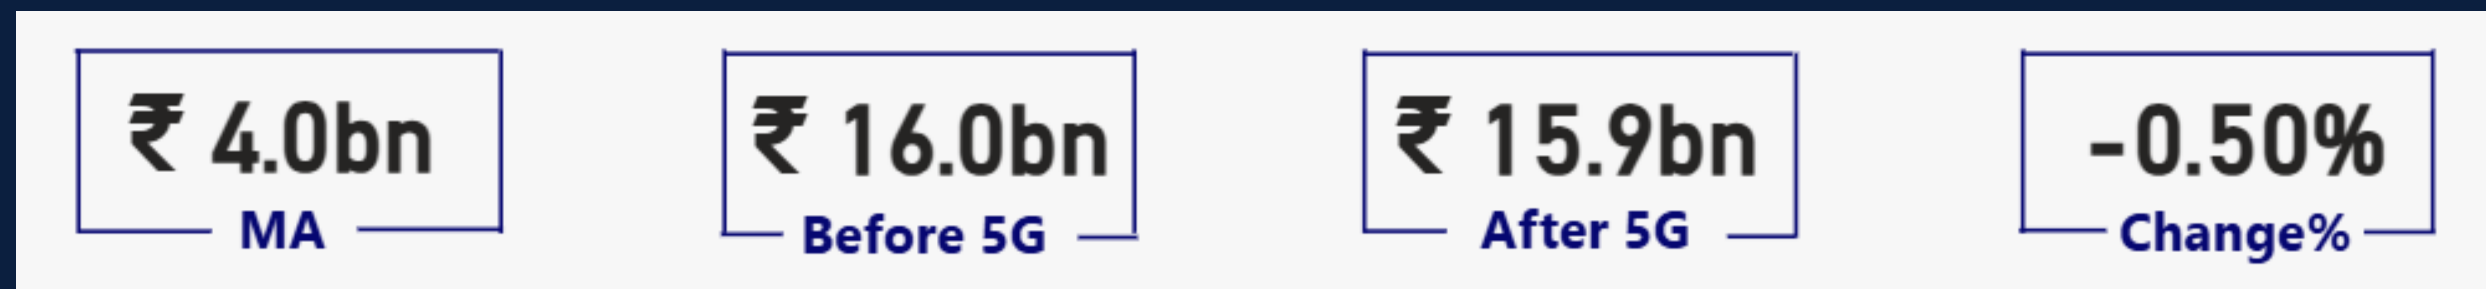 ₹ 4.0bn
MA
₹ 16.0bn
Before 5G
₹ 15.9bn
After 5G
-0.50%
Change%